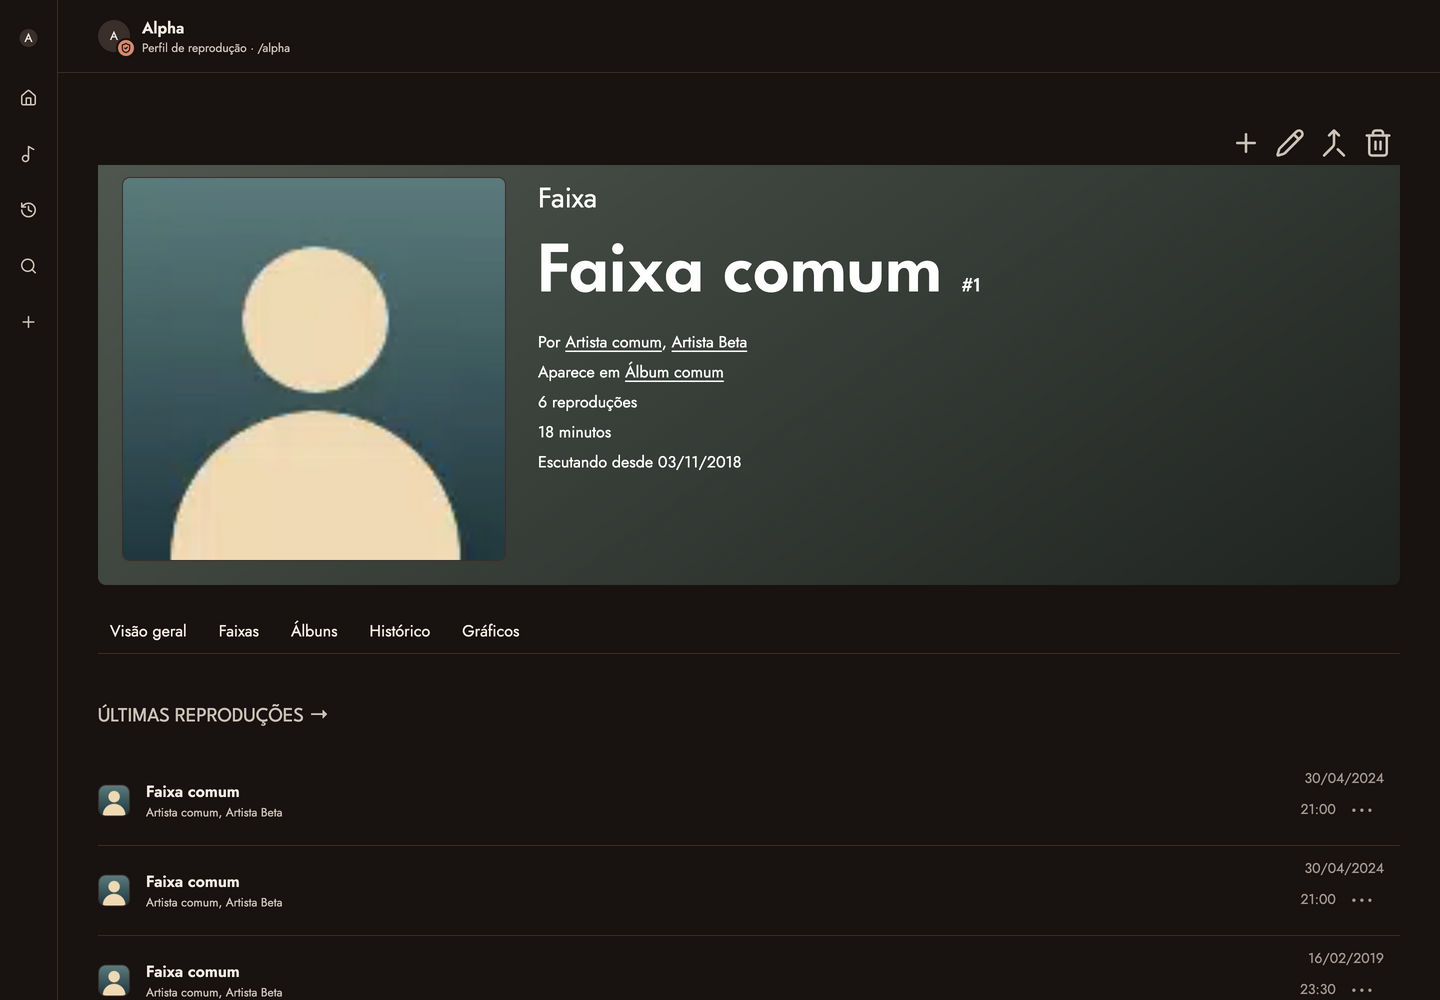 A
A
Alpha
Perfil de reprodução · /alpha
Faixa
Faixa comum #1
Por Artista comum, Artista Beta
Aparece em Álbum comum
6 reproduções
18 minutos
Escutando desde 03/11/2018
Visão geral Faixas Álbuns Histórico Gráficos
ÚLTIMAS REPRODUÇÕES →
Faixa comum
Artista comum, Artista Beta
30/04/2024
21:00
Faixa comum
Artista comum, Artista Beta
30/04/2024
21:00
Faixa comum
Artista comum, Artista Beta
16/02/2019
23:30